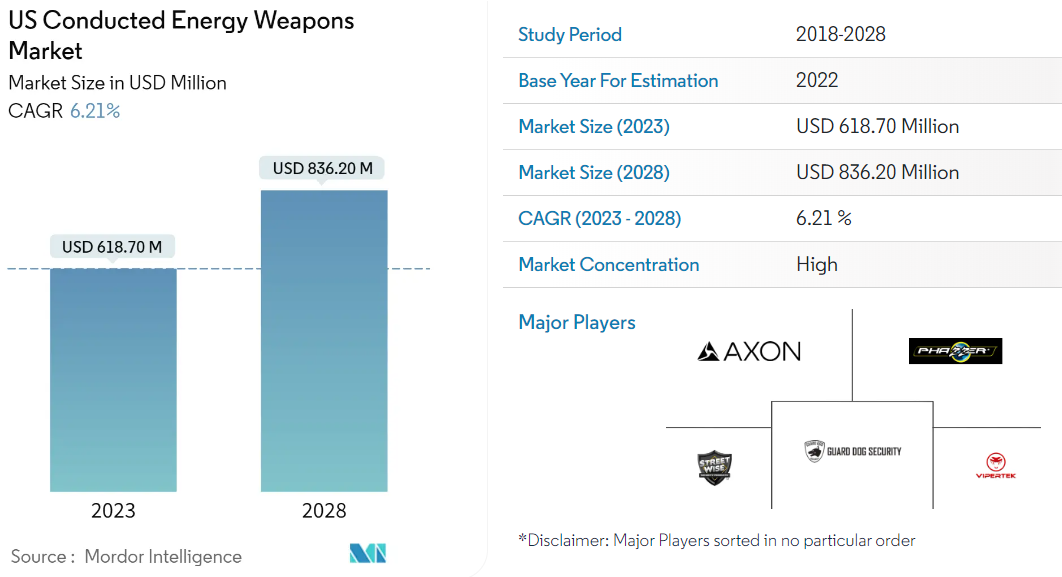 US Conducted Energy Weapons
Market
Market Size in USD Million
CAGR 6.21%
USD 836.20 M
USD 618.70 M
2023
2028
Source : Mordor Intelligence
Study Period
2018-2028
Base Year For Estimation
2022
Market Size (2023)
USD 618.70 Million
Market Size (2028)
USD 836.20 Million
CAGR (2023 - 2028)
6.21 %
Market Concentration
High
Major Players
AXON
PHAZZER
STREET
WISE
GUARD DOG SECURITY
VIPERTEK
*Disclaimer: Major Players sorted in no particular order